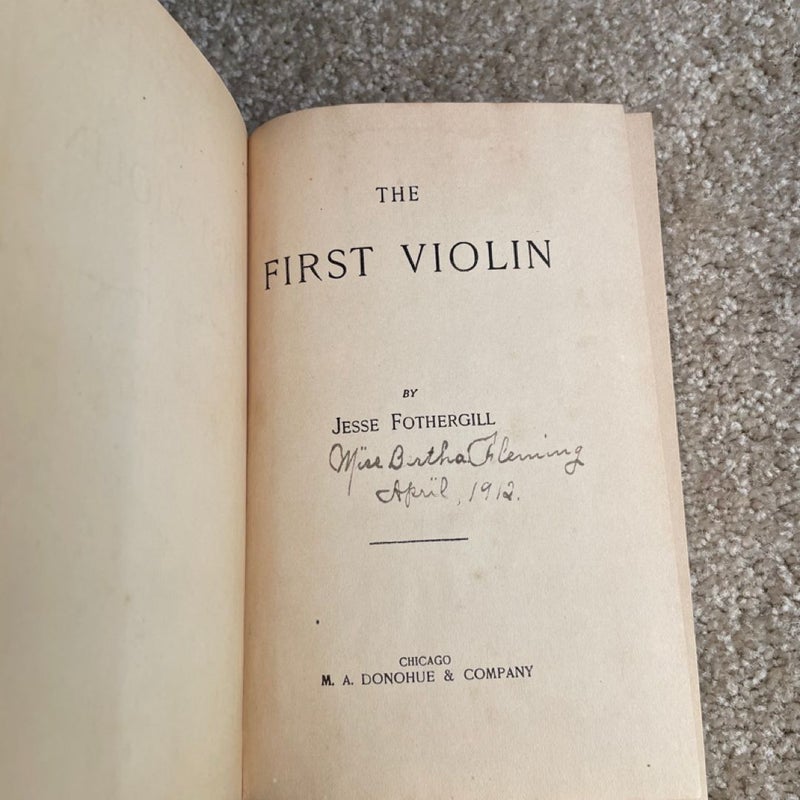 THE
FIRST VIOLIN
BY
JESSE FOTHERGILL
Miss Bertha Fleming
April, 1912.
CHICAGO
M. A. DONOHUE & COMPANY